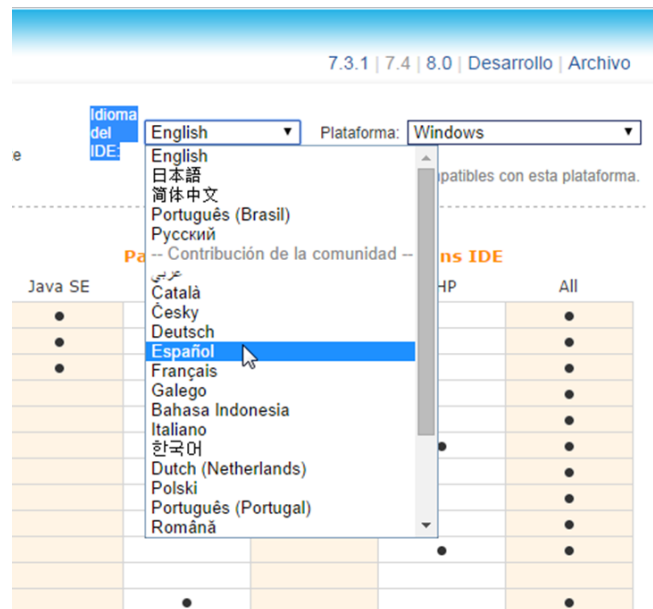 7.3.1 | 7.4 | 8.0 | Desarrollo | Archivo
Idioma del IDE:
English
Plataforma: Windows
e
patibles con esta plataforma.
English
日本語
简体中文
Português (Brasil)
Русский
-- Contribución de la comunidad --
عربي
Català
Česky
Deutsch
Español
Français
Galego
Bahasa Indonesia
Italiano
한국어
Dutch (Netherlands)
Polski
Português (Portugal)
Română
Pa
ns IDE
Java SE
HP
All